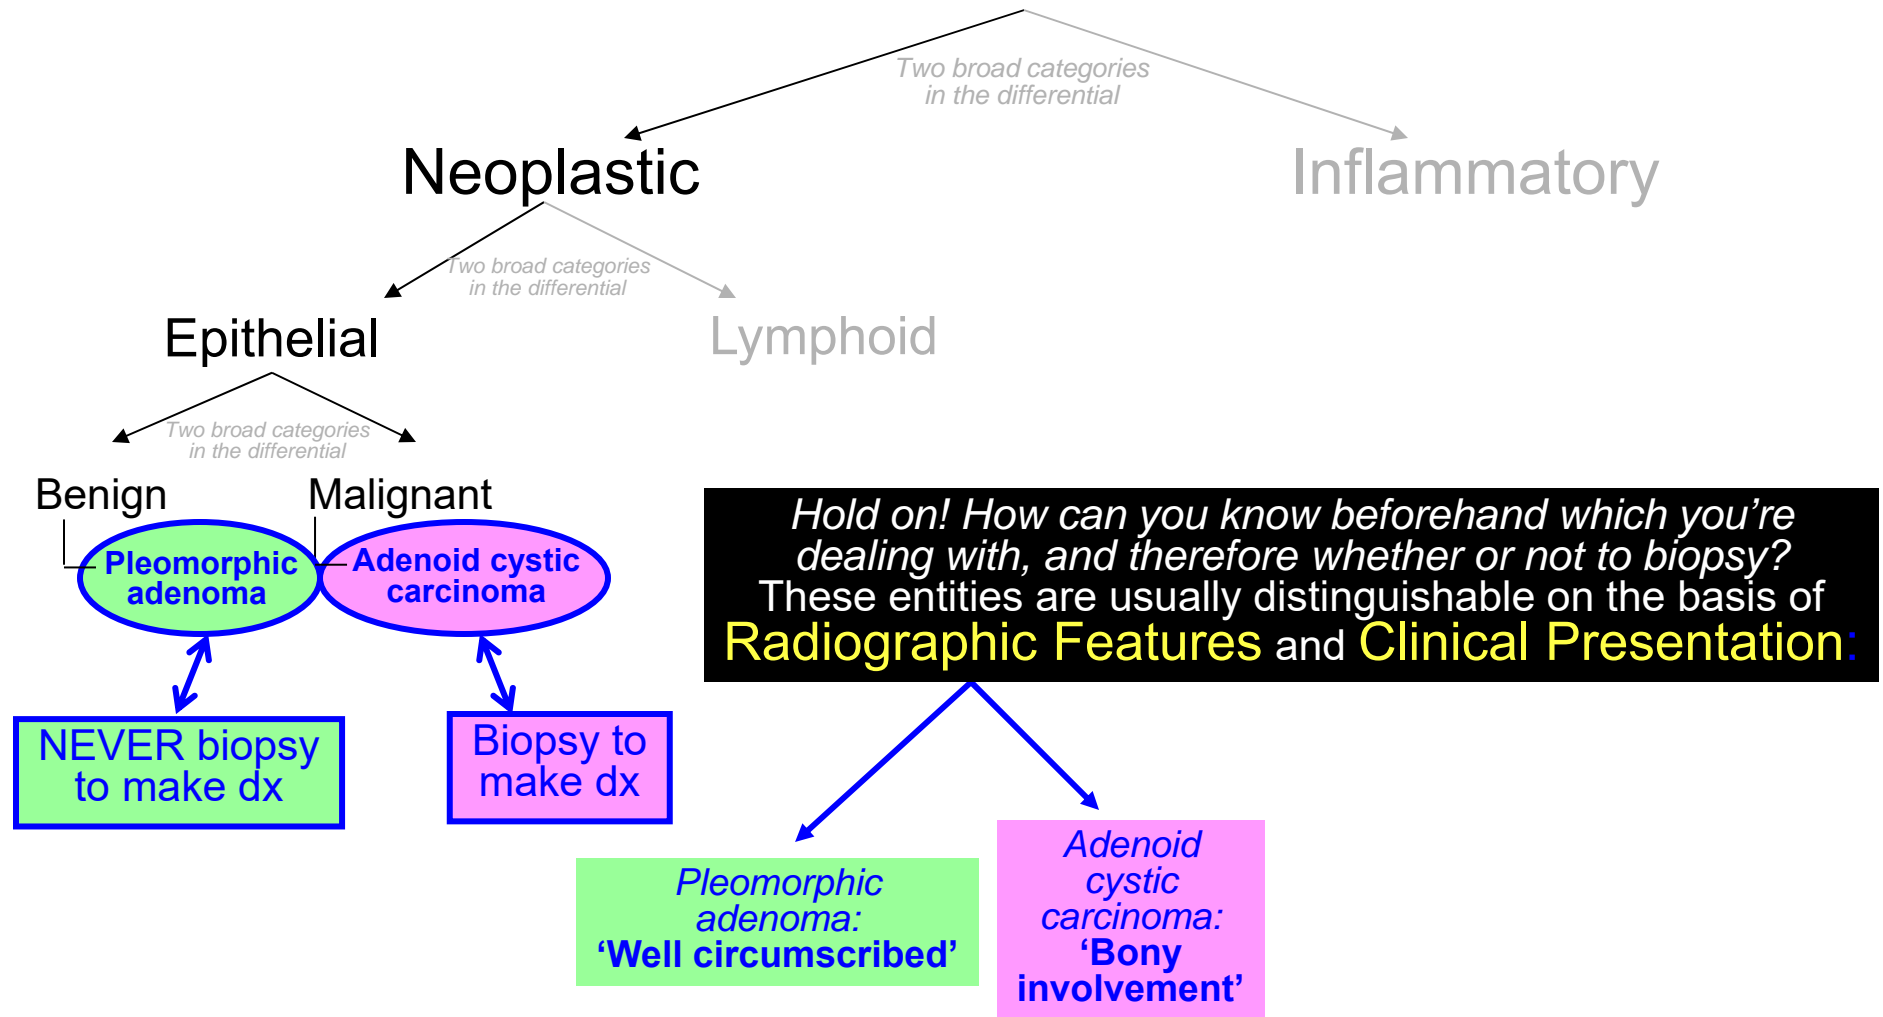 Two broad categories
in the differential
Neoplastic
Inflammatory
Two broad categories
in the differential
Epithelial
Lymphoid
Two broad categories
in the differential
Benign
Malignant
Pleomorphic
adenoma
Adenoid cystic
carcinoma
NEVER biopsy
to make dx
Biopsy to
make dx
Hold on! How can you know beforehand which you’re
dealing with, and therefore whether or not to biopsy?
These entities are usually distinguishable on the basis of
Radiographic Features and Clinical Presentation:
Pleomorphic
adenoma:
‘Well circumscribed’
Adenoid
cystic
carcinoma:
‘Bony
involvement’